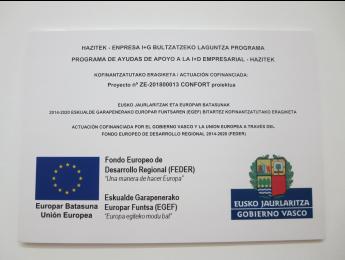 HAZITEK - ENPRESA I+G BULTZATZEKO LAGUNTZA PROGRAMA
PROGRAMA DE AYUDAS DE APOYO A LA I+D EMPRESARIAL - HAZITEK
KOFINANTZATUTAKO ERAGIKETA / ACTUACIÓN COFINANCIADA:
Proyecto nº ZE-201800013 CONFORT proiektua
EUSKO JAURLARITZAK ETA EUROPAR BATASUNAK
2014-2020 ESKUALDE GARAPENERAKO EUROPAR FUNTSAREN (EGEF) BITARTEZ KOFINANTZATUTAKO ERAGIKETA
ACTUACIÓN COFINANCIADA POR EL GOBIERNO VASCO Y LA UNIÓN EUROPEA A TRAVÉS DEL
FONDO EUROPEO DE DESARROLLO REGIONAL 2014-2020 (FEDER)
Fondo Europeo de
Desarrollo Regional (FEDER)
"Una manera de hacer Europa"
Eskualde Garapenerako
Europar Funtsa (EGEF)
"Europa egiteko modu bat"
Europar Batasuna
Unión Europea
EUSKO JAURLARITZA
GOBIERNO VASCO